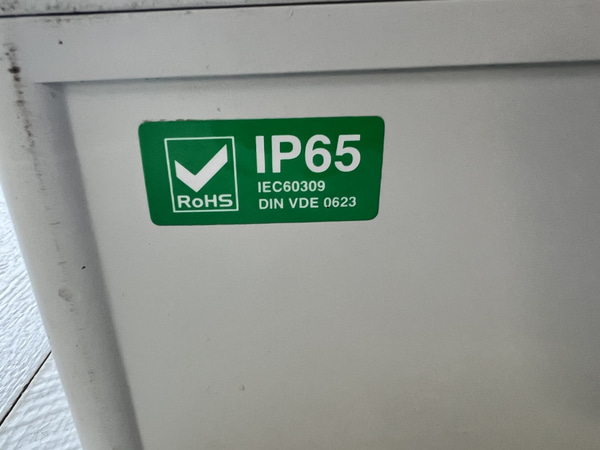 IP65
IEC60309
DIN VDE 0623
RoHS